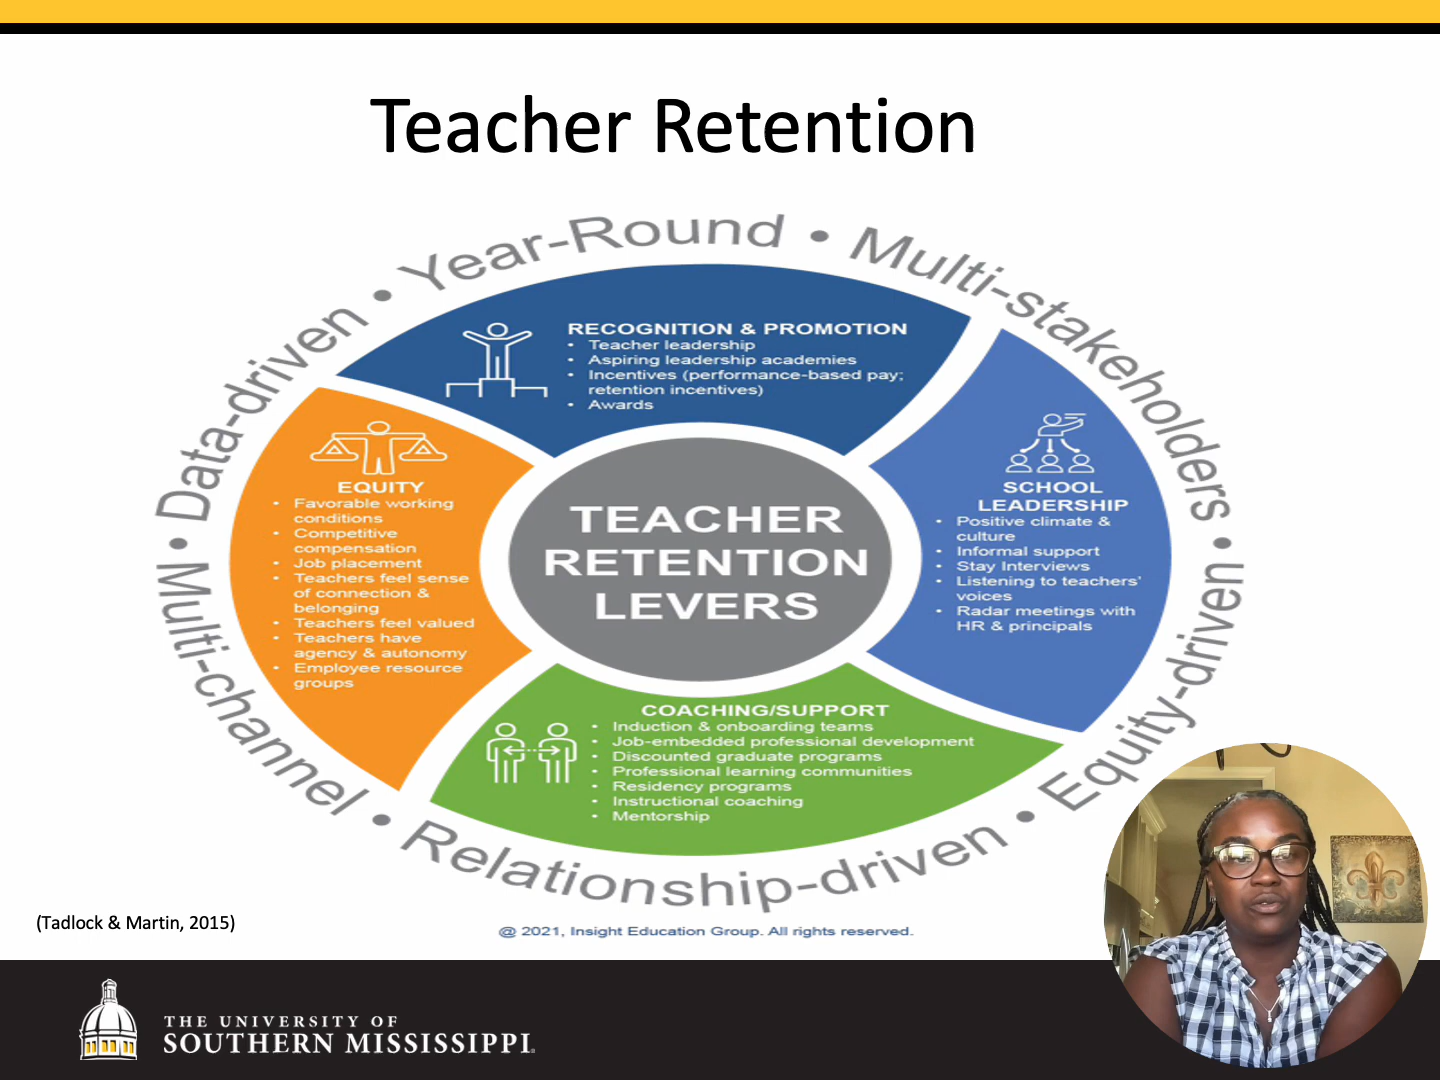 Teacher Retention
Data-driven • Year-Round • Multi-stakeholders • Equity-driven • Relationship-driven • Multi-channel •
RECOGNITION & PROMOTION
• Teacher leadership
• Aspiring leadership academies
• Incentives (performance-based pay;
retention incentives)
• Awards
EQUITY
• Favorable working
conditions
• Competitive
compensation
• Job placement
• Teachers feel sense
of connection &
belonging
• Teachers feel valued
• Teachers have
agency & autonomy
• Employee resource
groups
TEACHER
RETENTION
LEVERS
SCHOOL
LEADERSHIP
• Positive climate &
culture
• Informal support
• Stay Interviews
• Listening to teachers'
voices
• Radar meetings with
HR & principals
COACHING/SUPPORT
• Induction & onboarding teams
• Job-embedded professional development
• Discounted graduate programs
• Professional learning communities
• Residency programs
• Instructional coaching
• Mentorship
(Tadlock & Martin, 2015)
@ 2021, Insight Education Group. All rights reserved.
THE UNIVERSITY OF
SOUTHERN MISSISSIPPI.